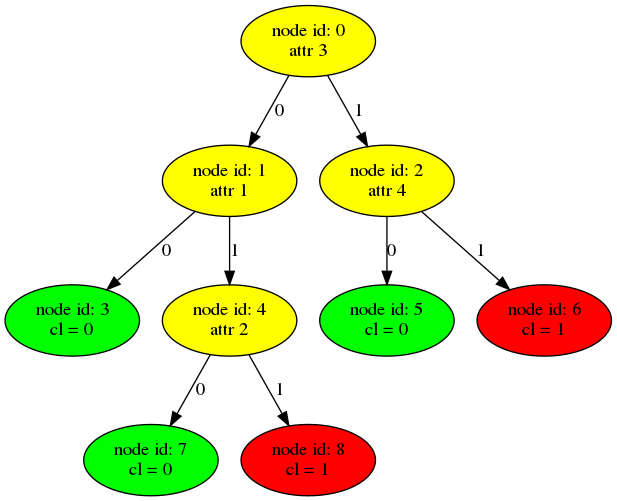 node id: 0
attr 3
0
1
node id: 1
attr 1
node id: 2
attr 4
0
1
0
1
node id: 3
cl = 0
node id: 4
attr 2
node id: 5
cl = 0
node id: 6
cl = 1
0
1
node id: 7
cl = 0
node id: 8
cl = 1